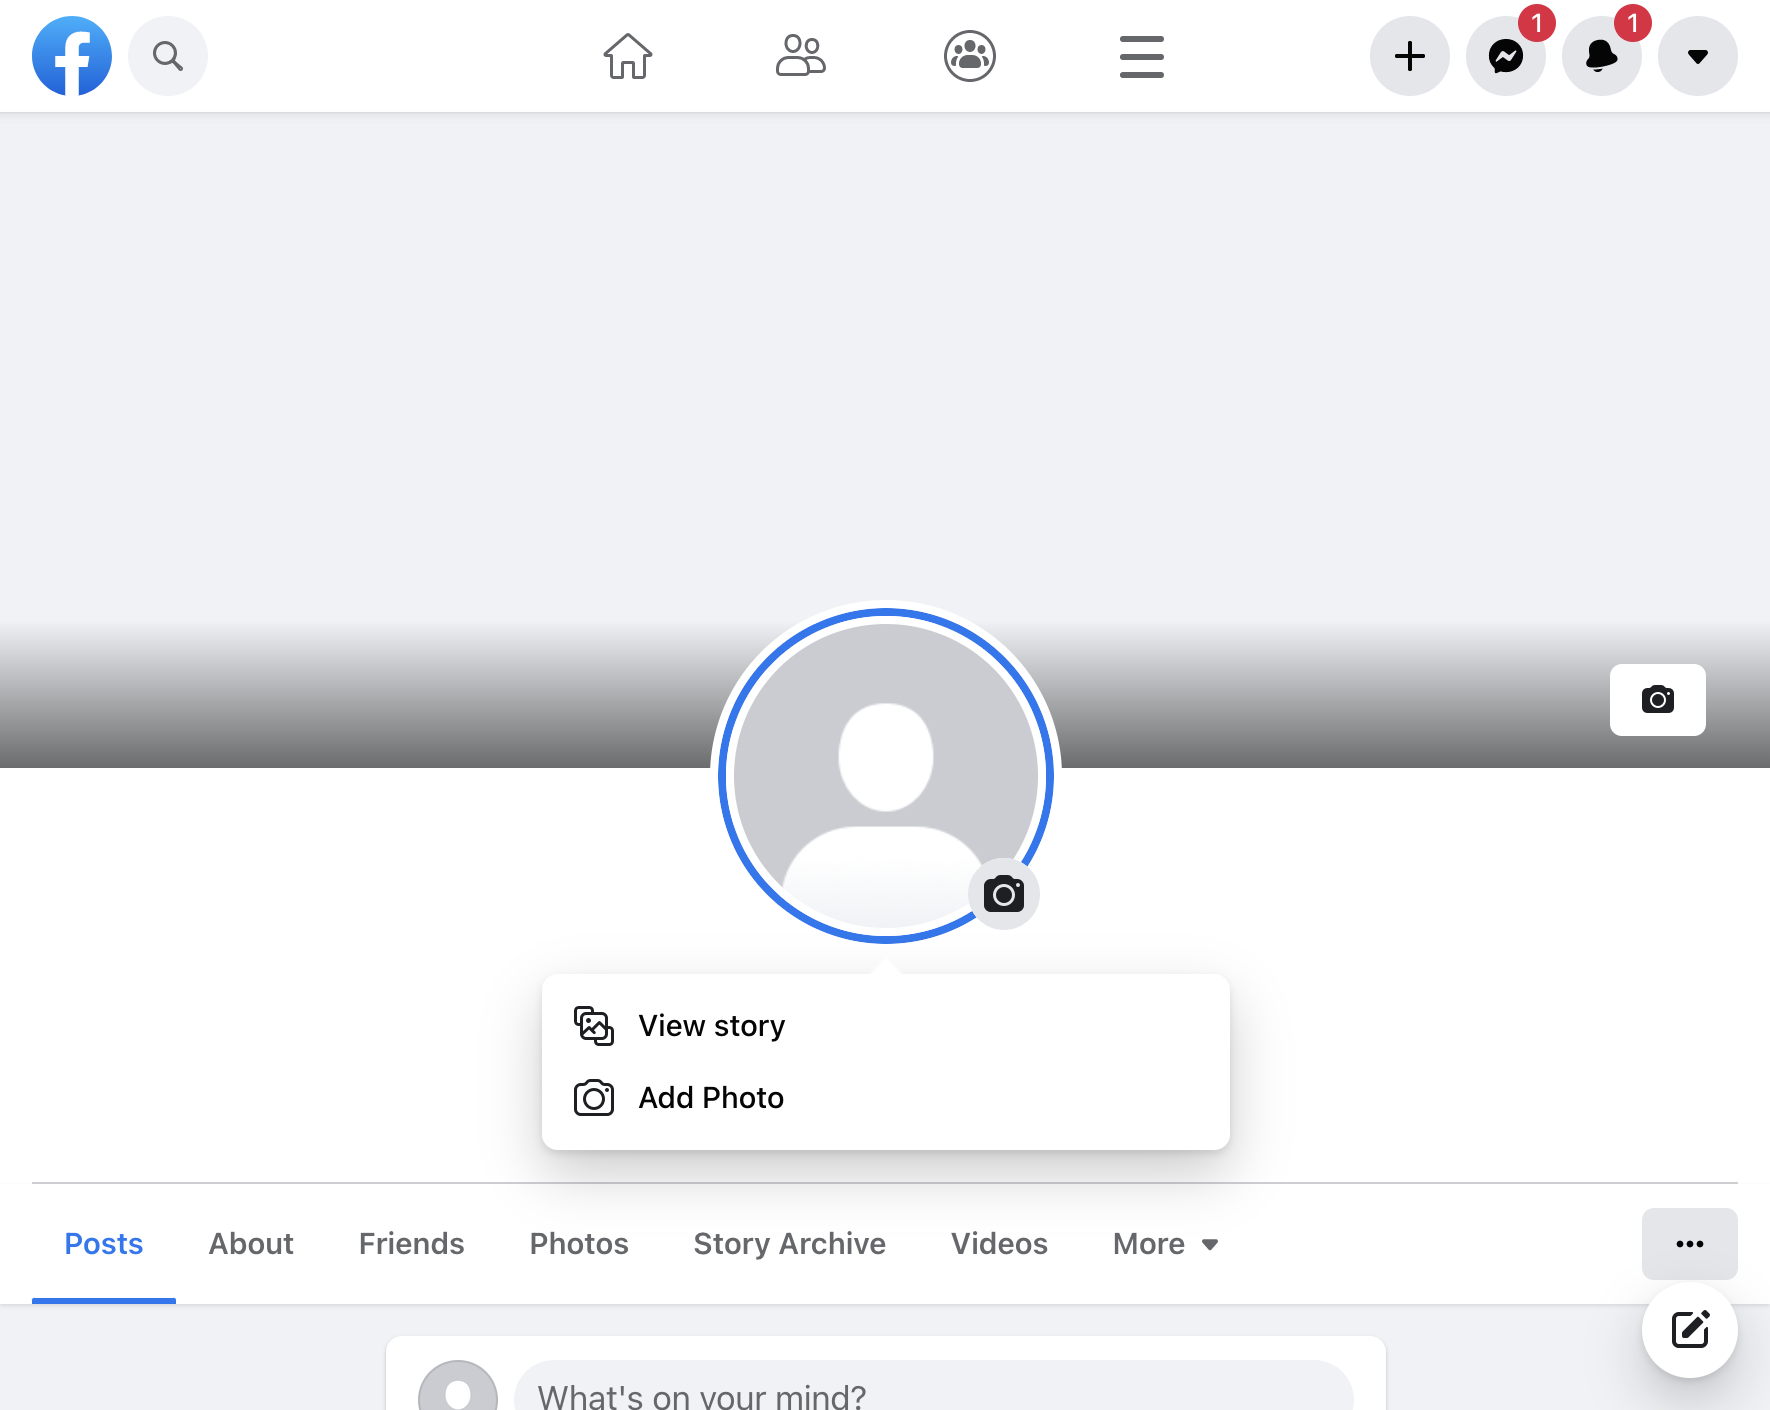 1
1
View story
Add Photo
Posts About Friends Photos Story Archive Videos More
What's on your mind?